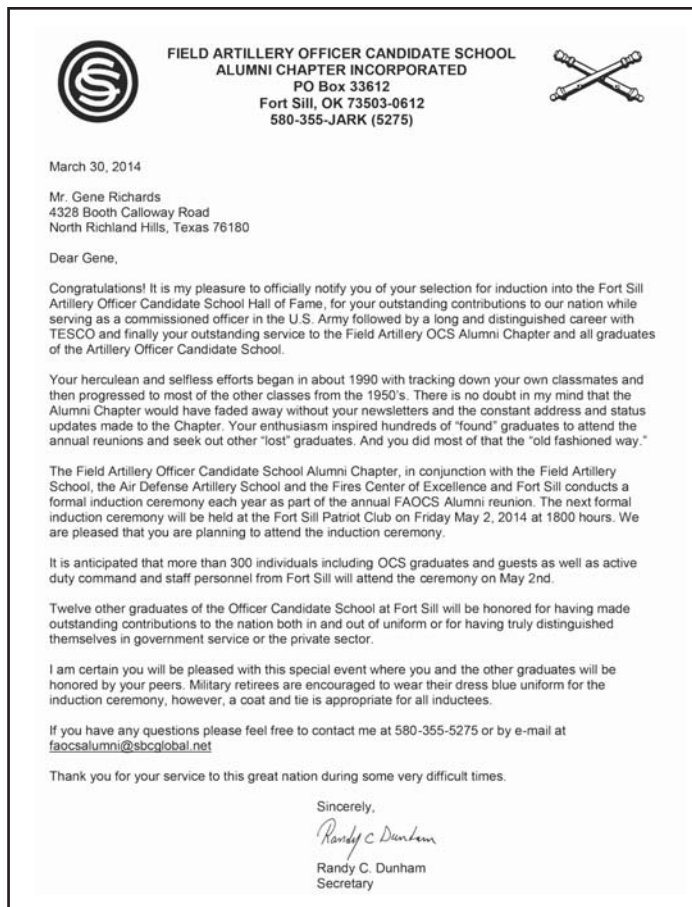 FIELD ARTILLERY OFFICER CANDIDATE SCHOOL
ALUMNI CHAPTER INCORPORATED
PO Box 33612
Fort Sill, OK 73503-0612
580-355-JARK (5275)
March 30, 2014
Mr. Gene Richards
4328 Booth Calloway Road
North Richland Hills, Texas 76180
Dear Gene,
Congratulations! It is my pleasure to officially notify you of your selection for induction into the Fort Sill
Artillery Officer Candidate School Hall of Fame, for your outstanding contributions to our nation while
serving as a commissioned officer in the U.S. Army followed by a long and distinguished career with
TESCO and finally your outstanding service to the Field Artillery OCS Alumni Chapter and all graduates
of the Artillery Officer Candidate School.
Your herculean and selfless efforts began in about 1990 with tracking down your own classmates and
then progressed to most of the other classes from the 1950's. There is no doubt in my mind that the
Alumni Chapter would have faded away without your newsletters and the constant address and status
updates made to the Chapter. Your enthusiasm inspired hundreds of “found” graduates to attend the
annual reunions and seek out other “lost” graduates. And you did most of that the “old fashioned way.”
The Field Artillery Officer Candidate School Alumni Chapter, in conjunction with the Field Artillery
School, the Air Defense Artillery School and the Fires Center of Excellence and Fort Sill conducts a
formal induction ceremony each year as part of the annual FAOCS Alumni reunion. The next formal
induction ceremony will be held at the Fort Sill Patriot Club on Friday May 2, 2014 at 1800 hours. We
are pleased that you are planning to attend the induction ceremony.
It is anticipated that more than 300 individuals including OCS graduates and guests as well as active
duty command and staff personnel from Fort Sill will attend the ceremony on May 2nd.
Twelve other graduates of the Officer Candidate School at Fort Sill will be honored for having made
outstanding contributions to the nation both in and out of uniform or for having truly distinguished
themselves in government service or the private sector.
I am certain you will be pleased with this special event where you and the other graduates will be
honored by your peers. Military retirees are encouraged to wear their dress blue uniform for the
induction ceremony, however, a coat and tie is appropriate for all inductees.
If you have any questions please feel free to contact me at 580-355-5275 or by e-mail at
faocsalumni@sbcglobal.net
Thank you for your service to this great nation during some very difficult times.
Sincerely,
Randy C Dunham
Randy C. Dunham
Secretary